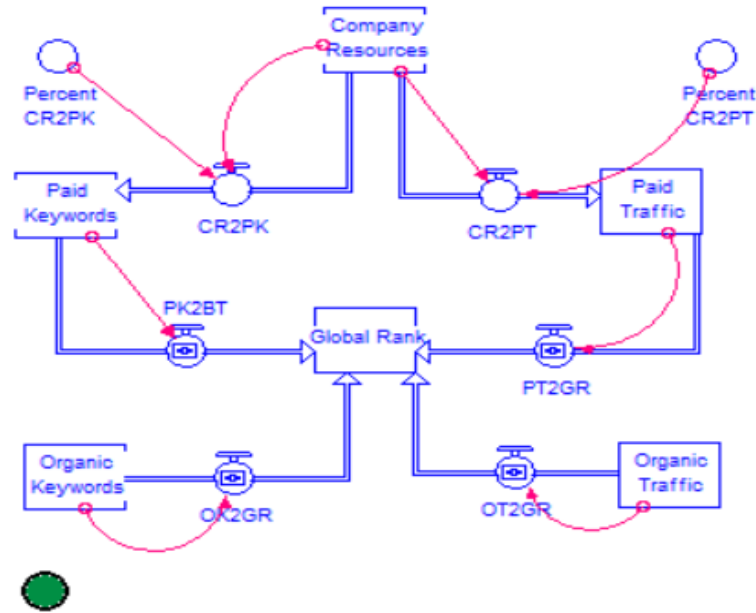 Company
Resources
Percent
CR2PK
Percent
CR2PT
Paid
Keywords
CR2PK
CR2PT
Paid
Traffic
PK2BT
Global Rank
PT2GR
Organic
Keywords
OK2GR
OT2GR
Organic
Traffic